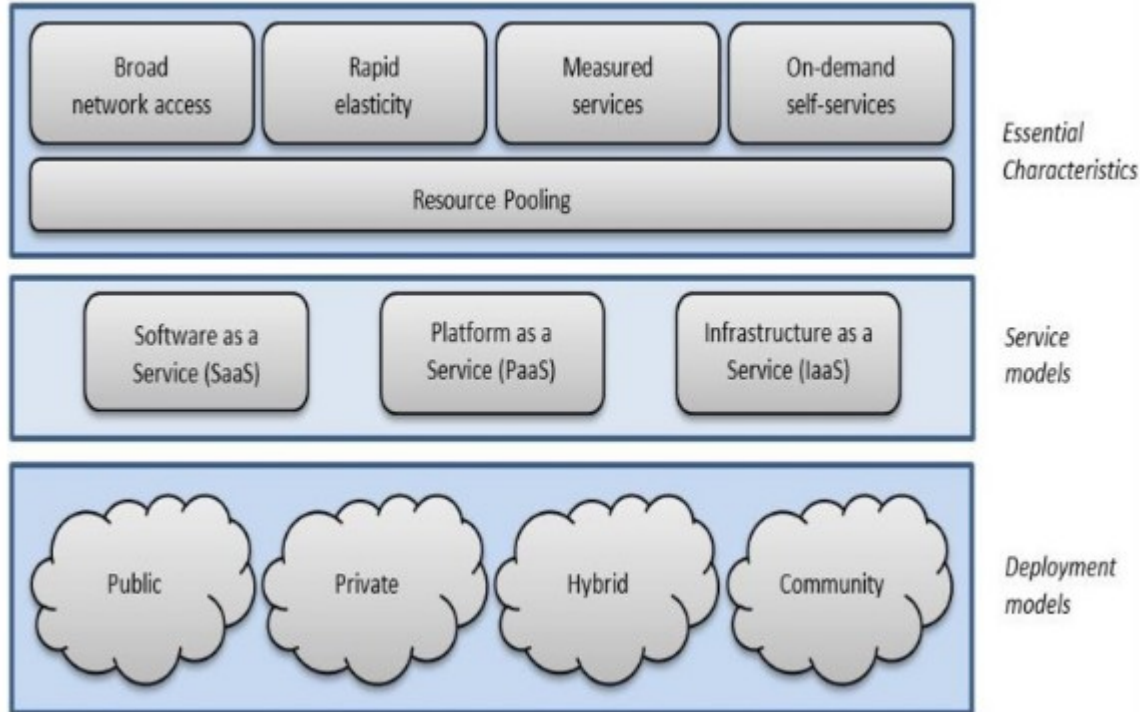 Broad
network access
Rapid
elasticity
Measured
services
On-demand
self-services
Resource Pooling
Essential
Characteristics
Software as a
Service (SaaS)
Platform as a
Service (PaaS)
Infrastructure as a
Service (IaaS)
Service
models
Public
Private
Hybrid
Community
Deployment
models